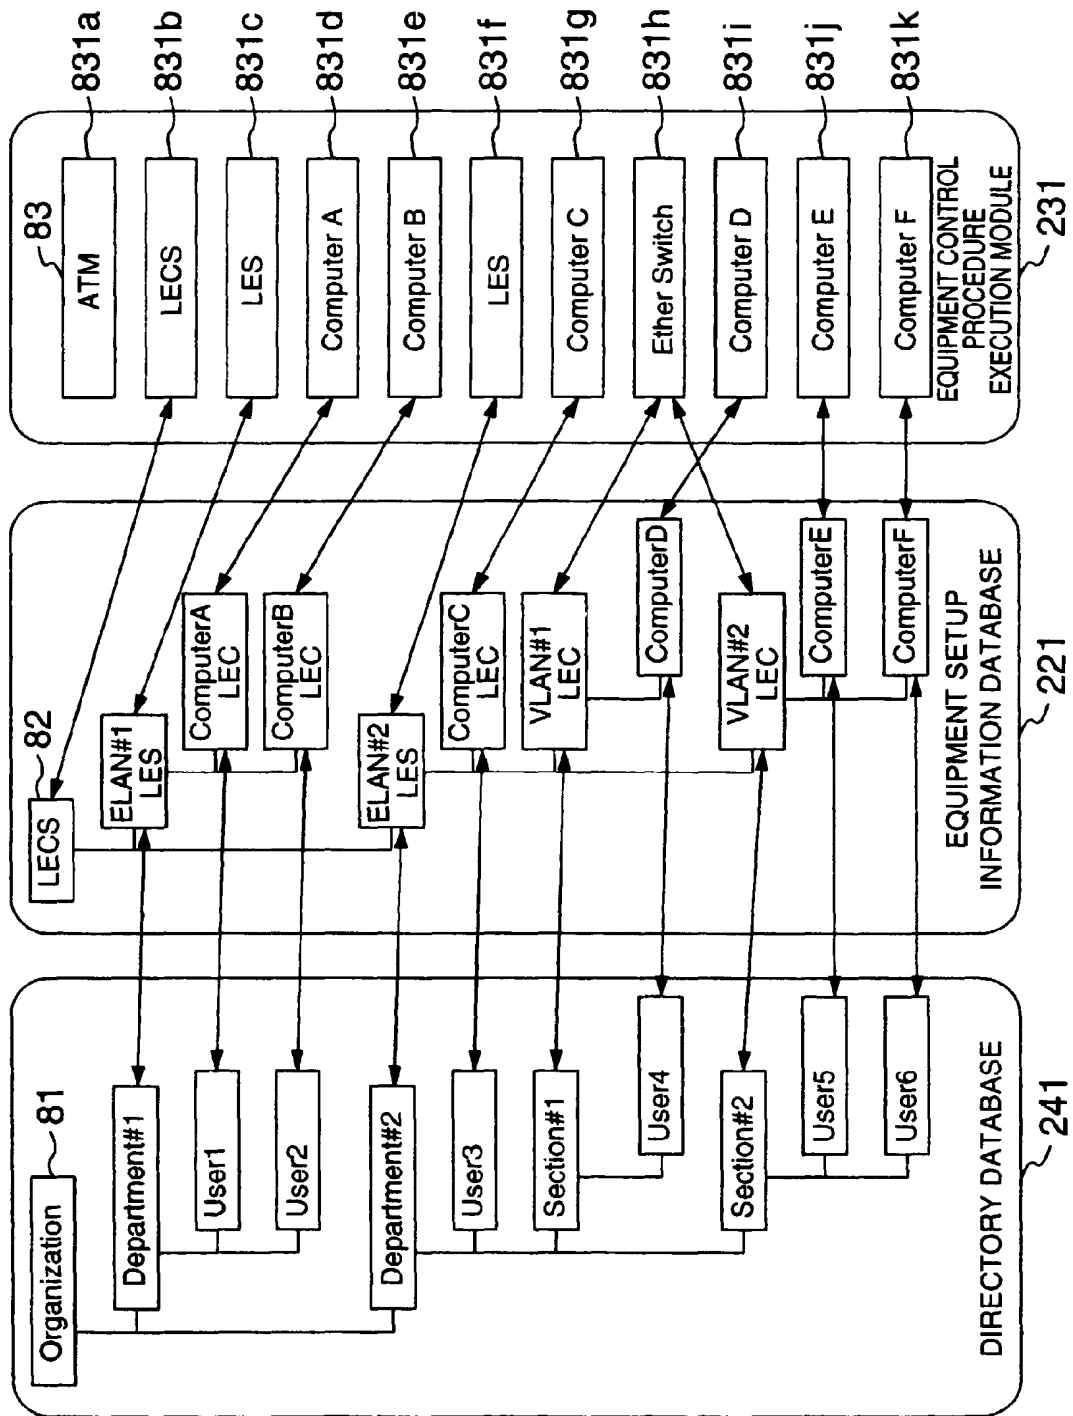 Organization
81
Department#1
User1
User2
Department#2
User3
Section#1
User4
Section#2
User5
User6
DIRECTORY DATABASE
241
LECS
82
ELAN#1
LES
ComputerA
LEC
ComputerB
LEC
ELAN#2
LES
ComputerC
LEC
VLAN#1
LEC
ComputerD
VLAN#2
LEC
ComputerE
ComputerF
EQUIPMENT SETUP
INFORMATION DATABASE
221
83
ATM
831a
LECS
831b
LES
831c
Computer A
831d
Computer B
831e
LES
831f
Computer C
831g
Ether Switch
831h
Computer D
831i
Computer E
831j
Computer F
831k
EQUIPMENT CONTROL
PROCEDURE
EXECUTION MODULE
231